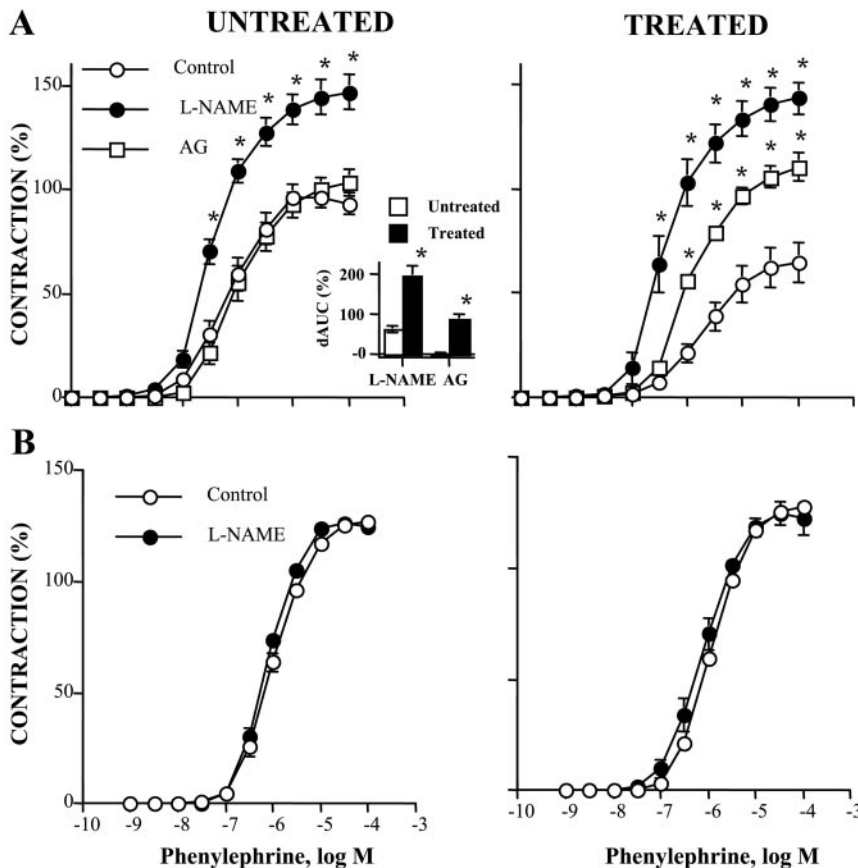 A
UNTREATED
TREATED
Control
L-NAME
AG
150
100
50
0
CONTRACTION (%)
* * * * * * *
* * * * * *
* * * * *
Untreated
Treated
*
*
200
100
-0
dAUC (%)
L-NAME AG
B
Control
L-NAME
150
100
50
0
CONTRACTION (%)
-10 -9 -8 -7 -6 -5 -4 -3
-10 -9 -8 -7 -6 -5 -4 -3
Phenylephrine, log M
Phenylephrine, log M